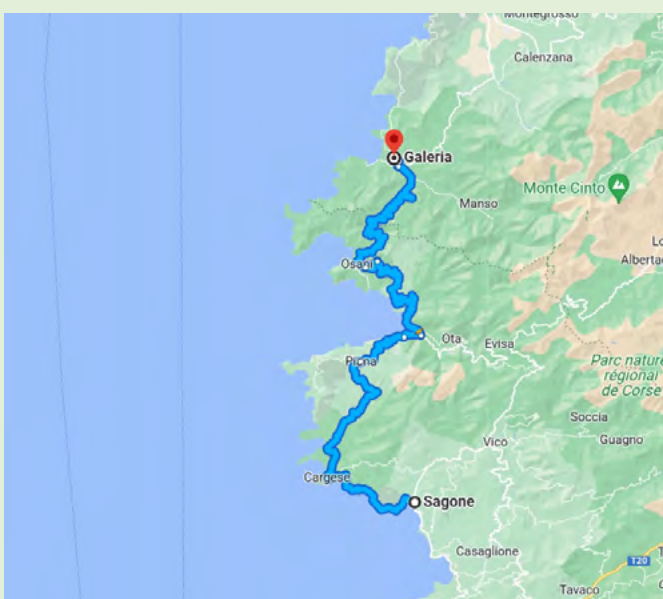 Montegrosso
Calenzana
Galeria
Monte Cinto
Manso
Osani
Ota
Evisa
Piana
Parc nature
régional
de Corse
Soccia
Guagno
Vico
Cargese
Sagone
Casaglione
T20
Tavaco